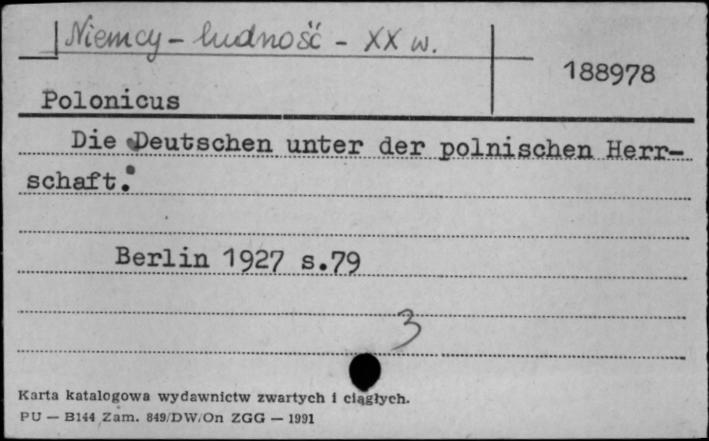 Niemcy - ludność - XX w.
188978
Polonicus
Die Deutschen unter der polnischen Herr-
schaft.
Berlin 1927 s.79
3
Karta katalogowa wydawnictw zwartych i ciągłych.
PU — B144 Zam. 849/DW/On ZGG — 1991